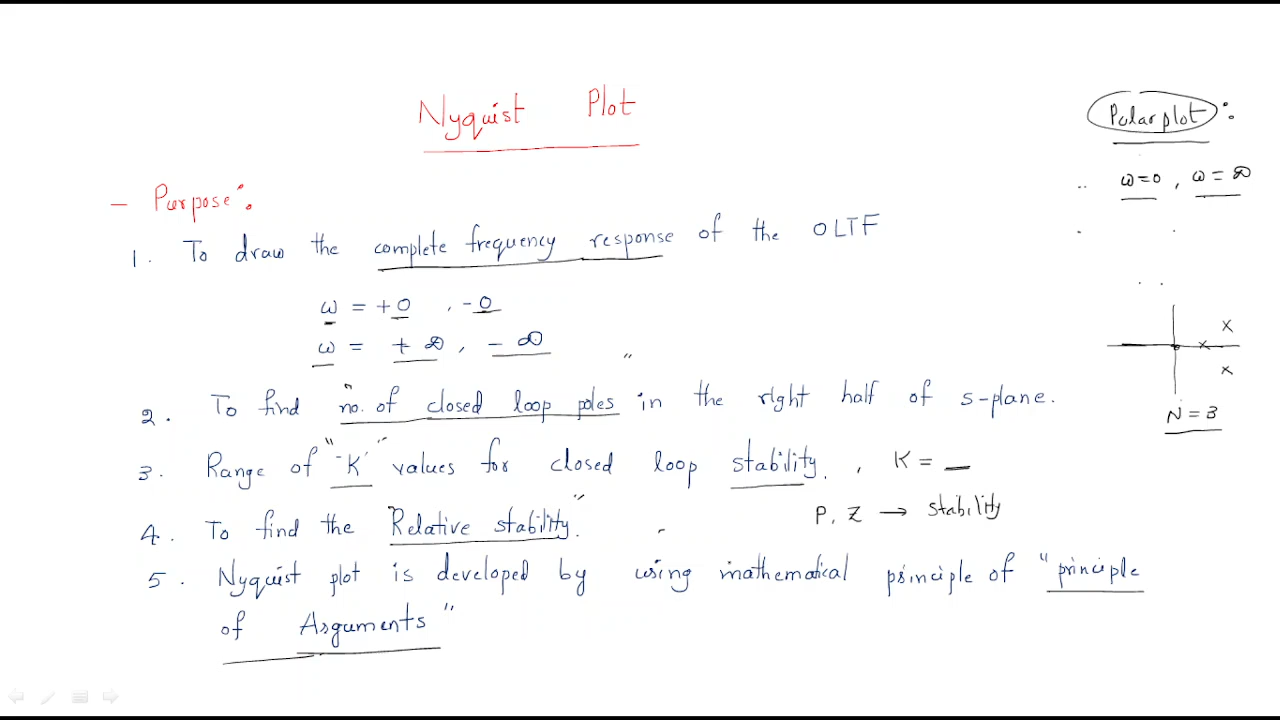 Nyquist Plot
Polar plot :
ω=0 , ω = ∞
- Purpose :
1. To draw the complete frequency response of the OLTF
ω = +0 , -0
ω = +∞ , -∞
2. To find "no. of closed loop poles" in the right half of s-plane.
N = 3
3. Range of "K" values for closed loop stability. , K = _
P, Z → stability
4. To find the "Relative stability".
5. Nyquist plot is developed by using mathematical principle of "principle
of Arguments"